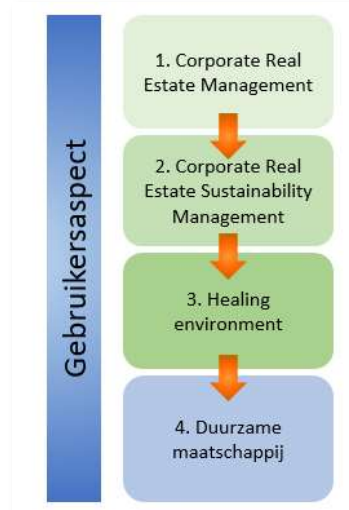 Gebruikersaspect
1. Corporate Real
Estate Management
2. Corporate Real
Estate Sustainability
Management
3. Healing
environment
4. Duurzame
maatschappij